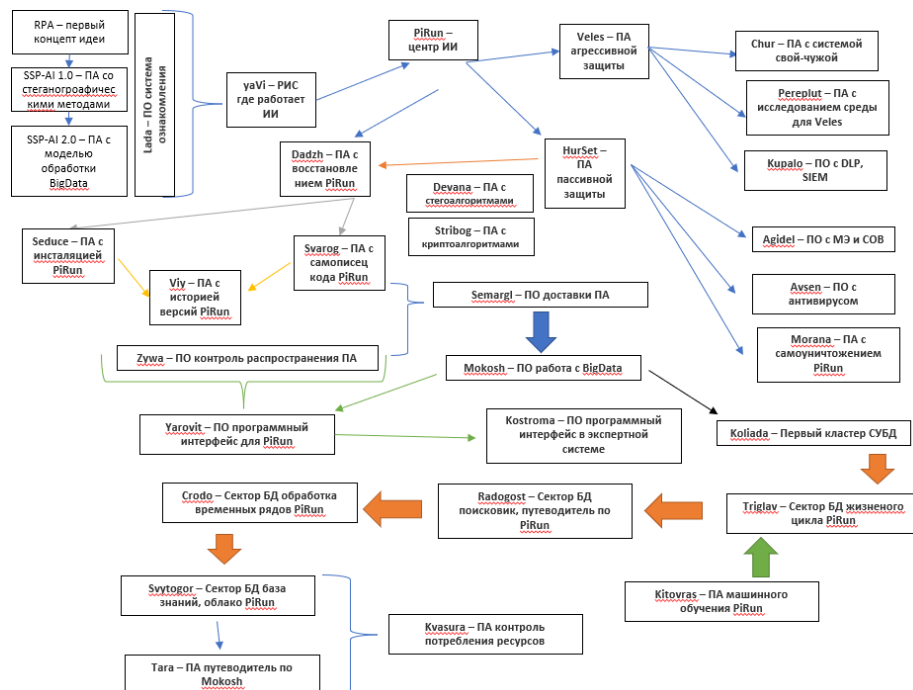 RPA – первый
концепт идеи
SSP-AI 1.0 – ПА со
стеганогроафичес
кими методами
SSP-AI 2.0 – ПА с
моделью
обработки
BigData
Lada – ПО система
ознакомления
yaVi – РИС
где работает
ИИ
PiRun –
центр ИИ
Veles – ПА
агрессивной
защиты
Chur – ПА с системой
свой-чужой
Pereplut – ПА с
исследованием среды
для Veles
Kupalo – ПО с DLP,
SIEM
Dadzh – ПА с
восстановле
нием PiRun
HurSet –
ПА
пассивной
защиты
Devana – ПА с
стегоалгоритмами
Stribog – ПА с
криптоалгоритмами
Agidel – ПО с МЭ и СОВ
Avsen – ПО с
антивирусом
Morana – ПА с
самоуничтожением
PiRun
Seduce – ПА с
инсталяцией
PiRun
Svarog – ПА с
самописец
кода PiRun
Viy – ПА с
историей
версий PiRun
Semargl – ПО доставки ПА
Zywa – ПО контроль распространения ПА
Mokosh – ПО работа с BigData
Yarovit – ПО программный
интерфейс для PiRun
Kostroma – ПО программный
интерфейс в экспертной
системе
Koliada – Первый кластер СУБД
Crodo – Сектор БД обработка
временных рядов PiRun
Radogost – Сектор БД
поисковик, путеводитель по
PiRun
Triglav – Сектор БД жизненого
цикла PiRun
Svytogor – Сектор БД база
знаний, облако PiRun
Kitovras – ПА машинного
обучения PiRun
Kvasura – ПА контроль
потребления ресурсов
Tara – ПА путеводитель по
Mokosh